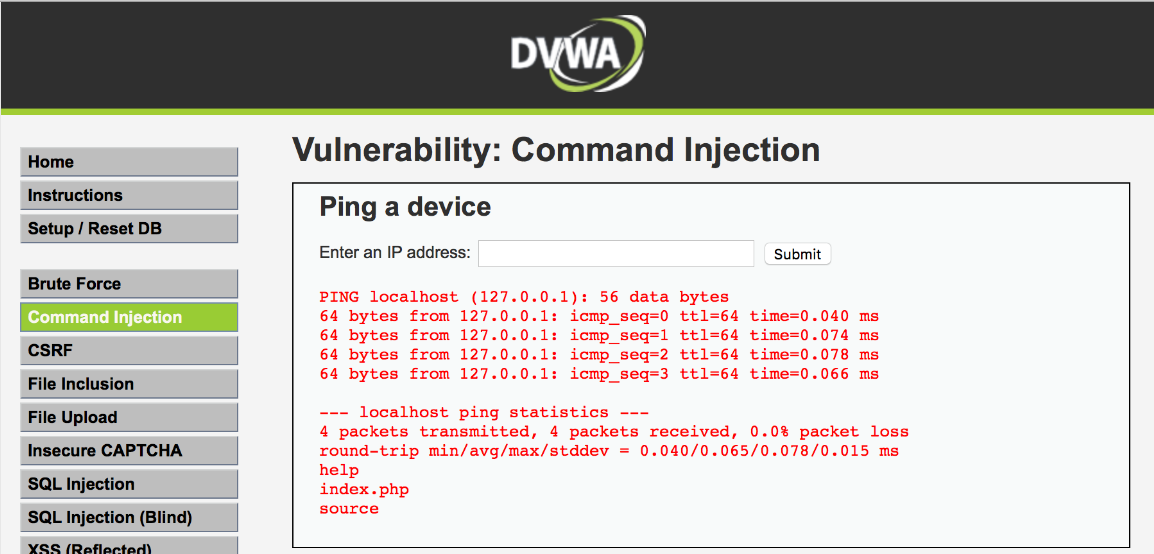 DVWA
Home
Instructions
Setup / Reset DB
Brute Force
Command Injection
CSRF
File Inclusion
File Upload
Insecure CAPTCHA
SQL Injection
SQL Injection (Blind)
XSS (Reflected)
Vulnerability: Command Injection
Ping a device
Enter an IP address: Submit
PING localhost (127.0.0.1): 56 data bytes
64 bytes from 127.0.0.1: icmp_seq=0 ttl=64 time=0.040 ms
64 bytes from 127.0.0.1: icmp_seq=1 ttl=64 time=0.074 ms
64 bytes from 127.0.0.1: icmp_seq=2 ttl=64 time=0.078 ms
64 bytes from 127.0.0.1: icmp_seq=3 ttl=64 time=0.066 ms
--- localhost ping statistics ---
4 packets transmitted, 4 packets received, 0.0% packet loss
round-trip min/avg/max/stddev = 0.040/0.065/0.078/0.015 ms
help
index.php
source